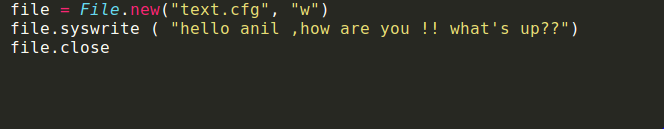 file = File.new("text.cfg", "w")
file.syswrite ( "hello anil ,how are you !! what's up??")
file.close